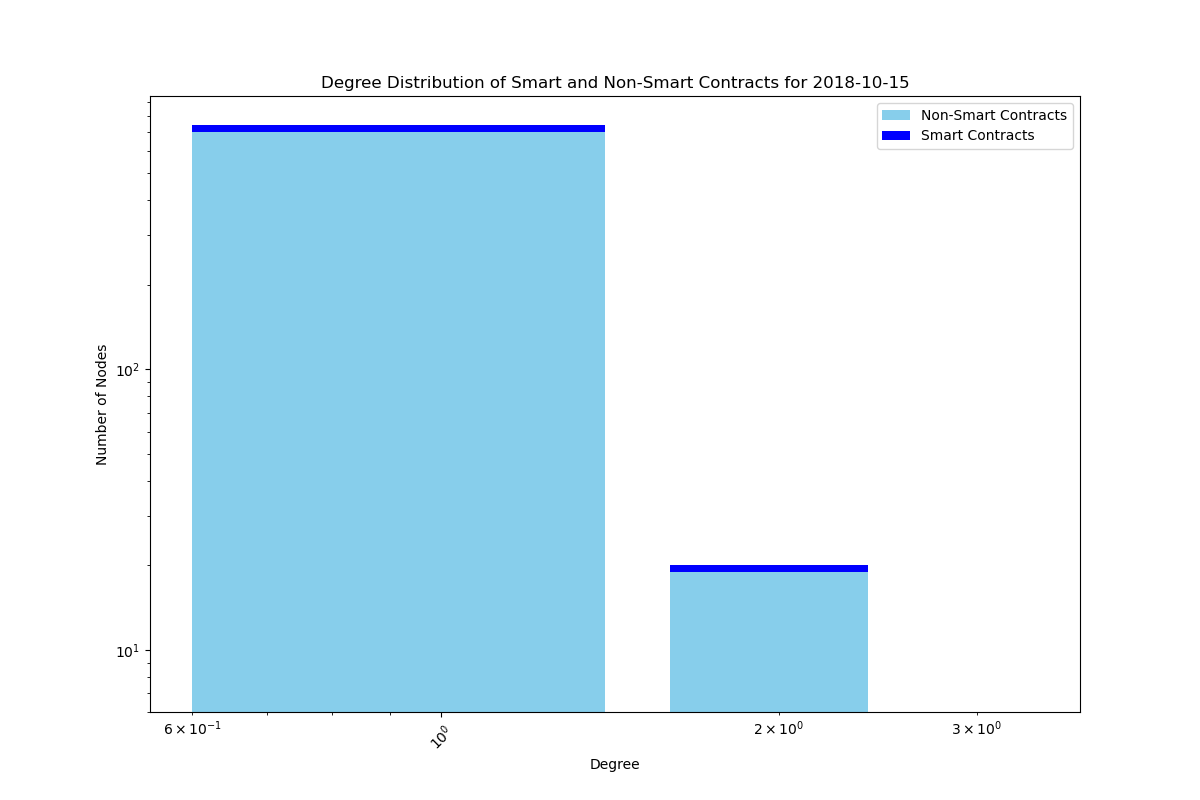 Degree Distribution of Smart and Non-Smart Contracts for 2018-10-15
Non-Smart Contracts
Smart Contracts
Number of Nodes
10²
10¹
6 × 10⁻¹
10⁰
2 × 10⁰
3 × 10⁰
Degree